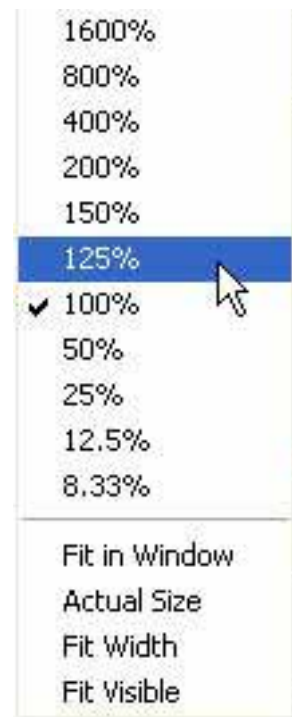 1600%
800%
400%
200%
150%
125%
100%
50%
25%
12.5%
8.33%
Fit in Window
Actual Size
Fit Width
Fit Visible